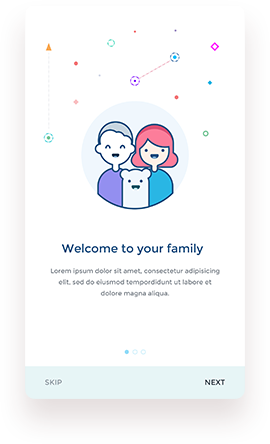 Welcome to your family
Lorem ipsum dolor sit amet, consectetur adipisicing
elit, sed do eiusmod tempordidunt ut labore et
dolore magna aliqua.
SKIP
NEXT